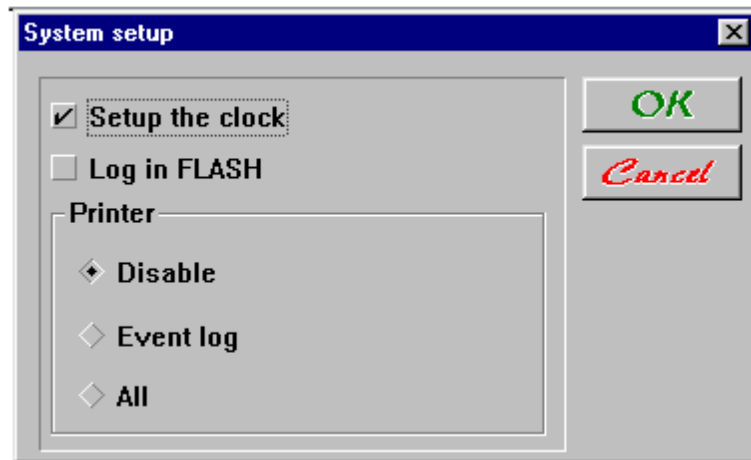 System setup
Setup the clock
Log in FLASH
Printer
Disable
Event log
All
OK
Cancel